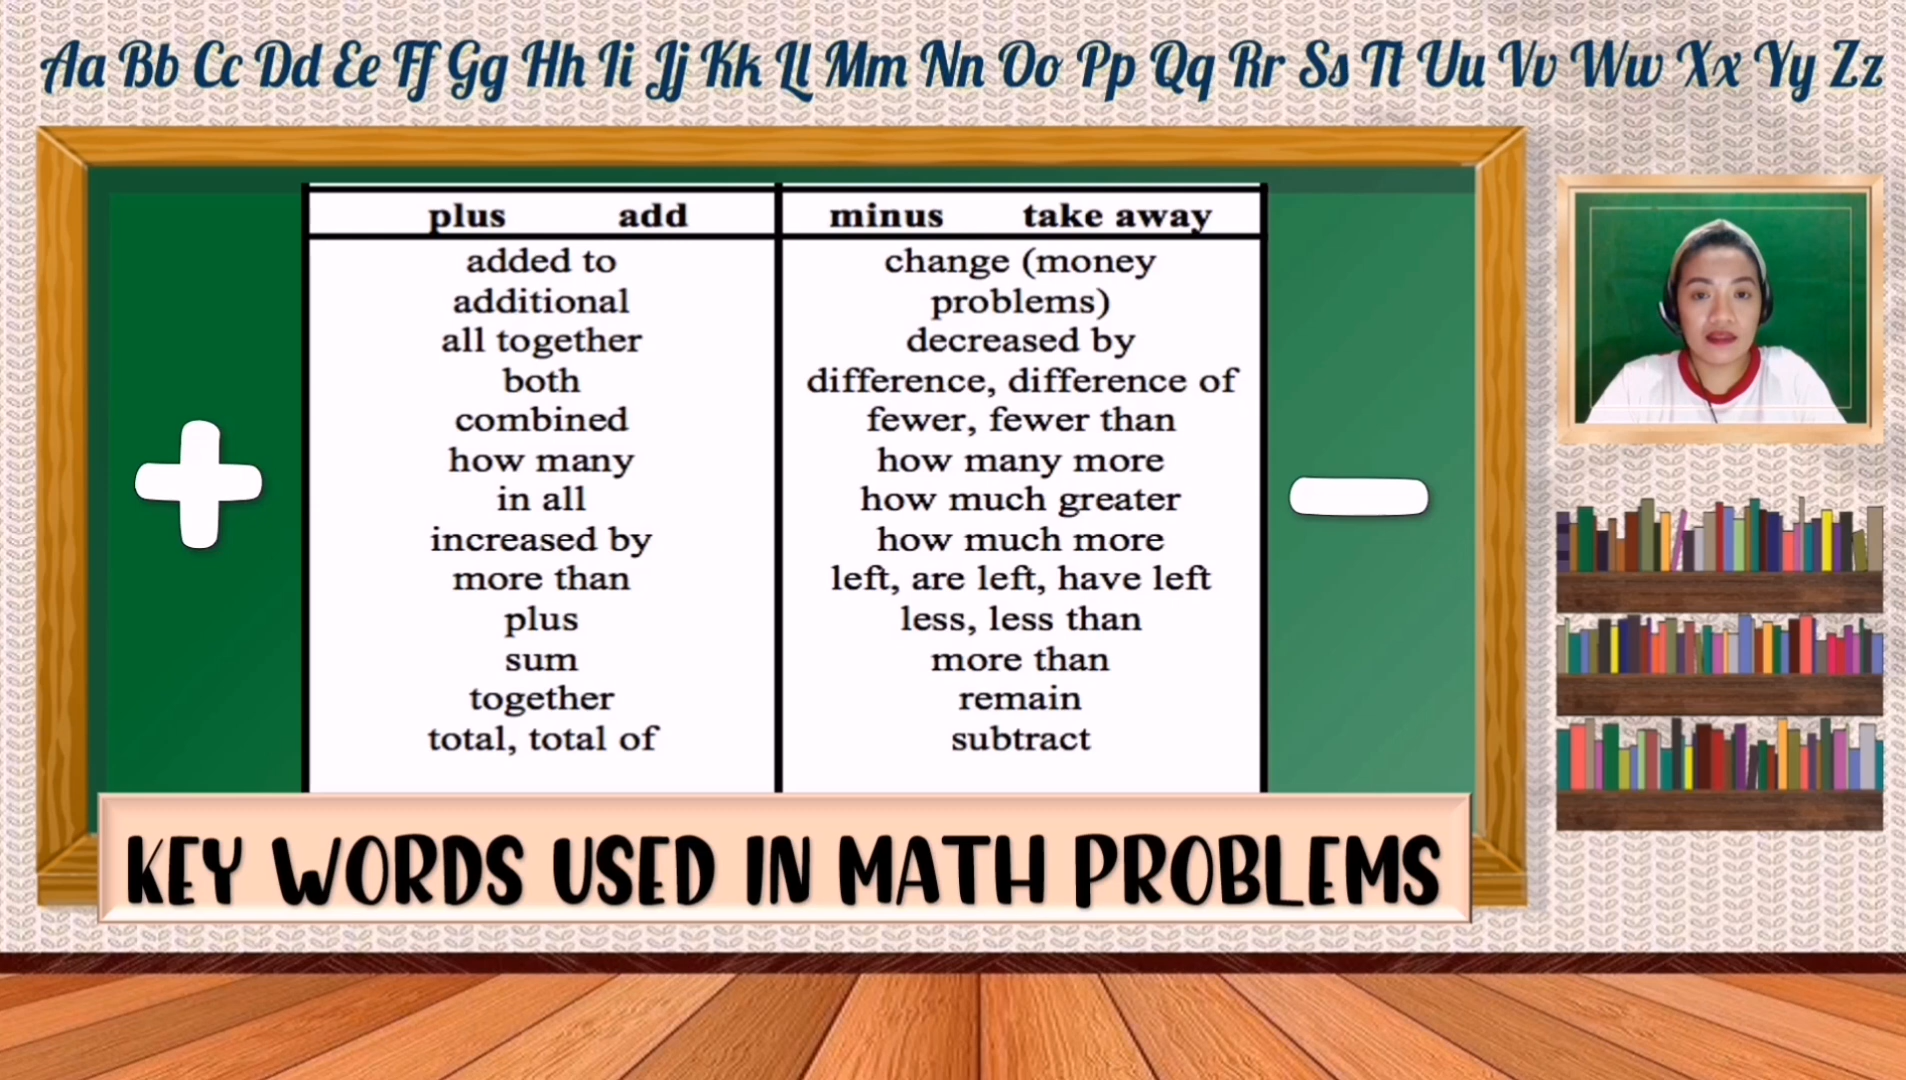 Aa Bb Cc Dd Ee Ff Gg Hh Ii Jj Kk Ll Mm Nn Oo Pp Qq Rr Ss Tt Uu Vv Ww Xx Yy Zz
plus add
added to
additional
all together
both
combined
how many
in all
increased by
more than
plus
sum
together
total, total of
minus take away
change (money
problems)
decreased by
difference, difference of
fewer, fewer than
how many more
how much greater
how much more
left, are left, have left
less, less than
more than
remain
subtract
+
−
KEY WORDS USED IN MATH PROBLEMS